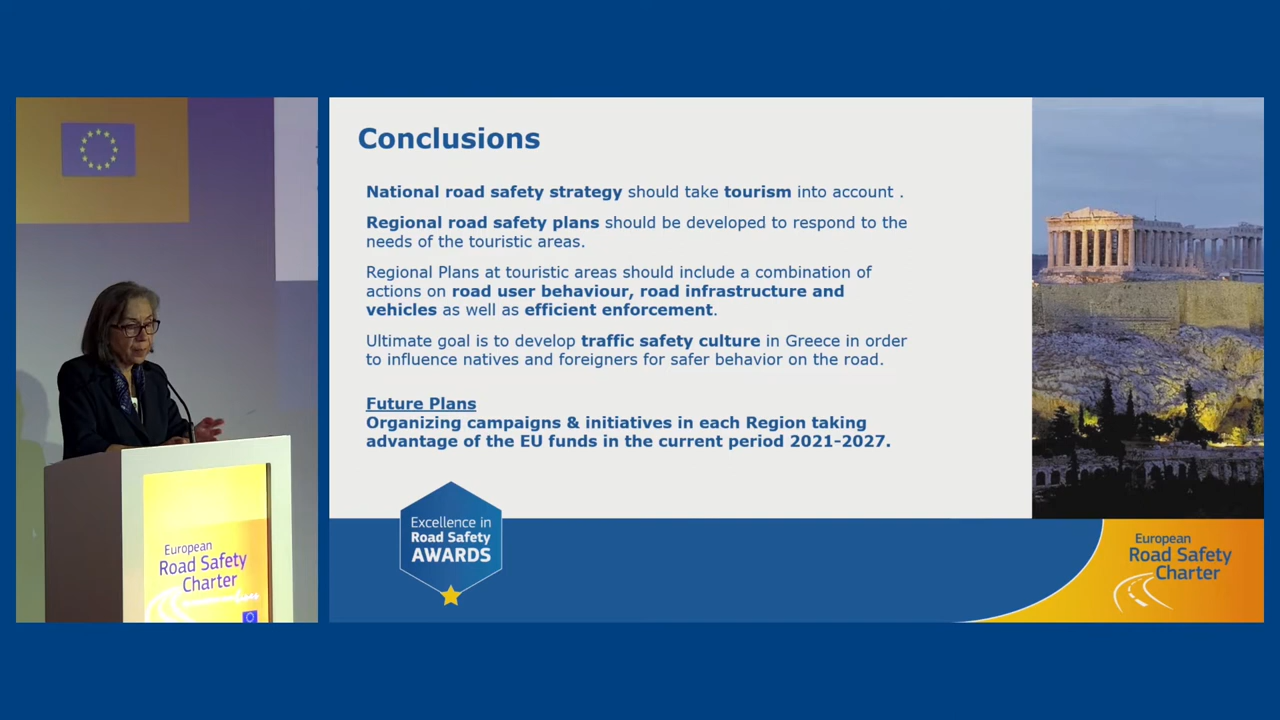 Conclusions
National road safety strategy should take tourism into account .
Regional road safety plans should be developed to respond to the
needs of the touristic areas.
Regional Plans at touristic areas should include a combination of
actions on road user behaviour, road infrastructure and
vehicles as well as efficient enforcement.
Ultimate goal is to develop traffic safety culture in Greece in order
to influence natives and foreigners for safer behavior on the road.
Future Plans
Organizing campaigns & initiatives in each Region taking
advantage of the EU funds in the current period 2021-2027.
Excellence in
Road Safety
AWARDS
European
Road Safety
Charter
European
Road Safety
Charter